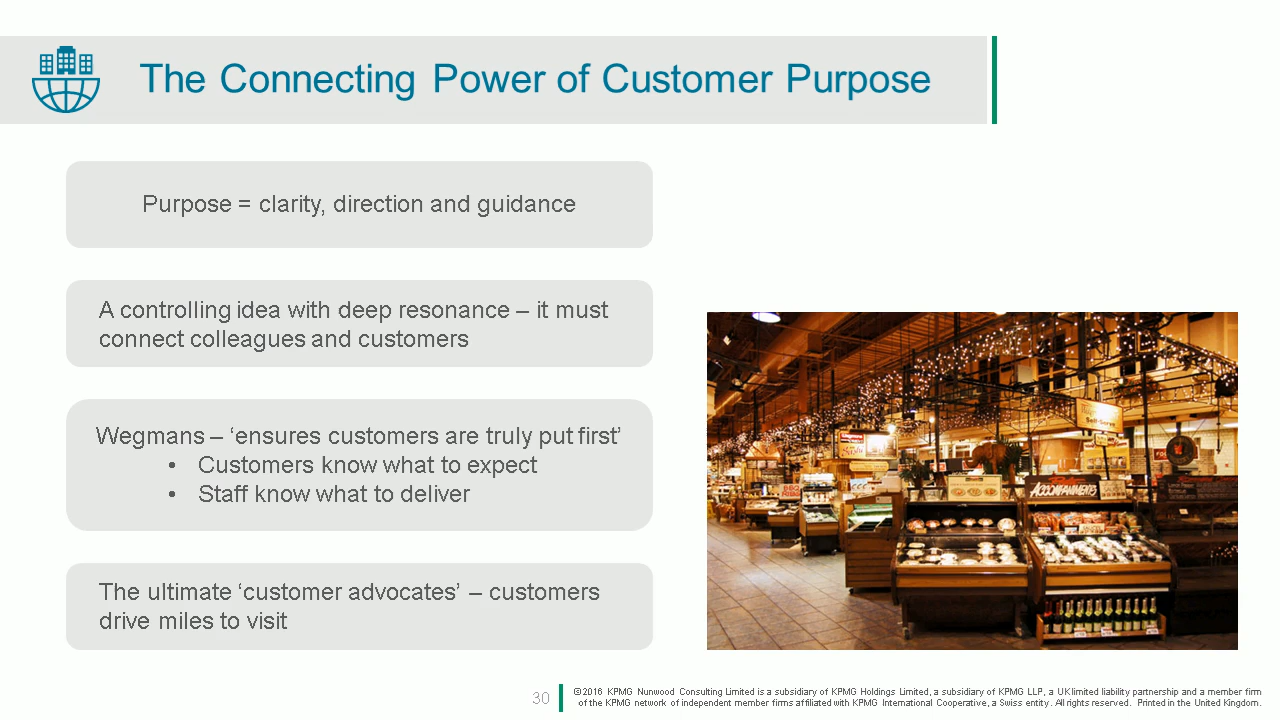 The Connecting Power of Customer Purpose
Purpose = clarity, direction and guidance
A controlling idea with deep resonance – it must
connect colleagues and customers
Wegmans – ‘ensures customers are truly put first’
• Customers know what to expect
• Staff know what to deliver
The ultimate ‘customer advocates’ – customers
drive miles to visit
Self-Serve
ACCOMPANIMENTS
30
©2016 KPMG Nunwood Consulting Limited is a subsidiary of KPMG Holdings Limited, a subsidiary of KPMG LLP, a UK limited liability partnership and a member firm
of the KPMG network of independent member firms affiliated with KPMG International Cooperative, a Swiss entity. All rights reserved. Printed in the United Kingdom.